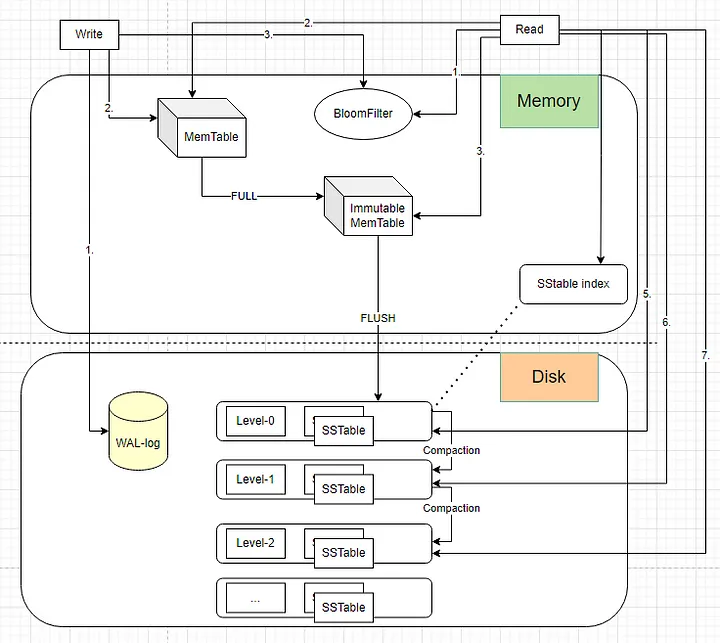 Write
2.
Read
3.
1.
Memory
2.
MemTable
BloomFilter
3.
FULL
Immutable
MemTable
1.
SStable index
5.
FLUSH
6.
7.
Disk
Level-0
S
SSTable
WAL-log
Compaction
Level-1
S
SSTable
Compaction
Level-2
S
SSTable
...
S
SSTable